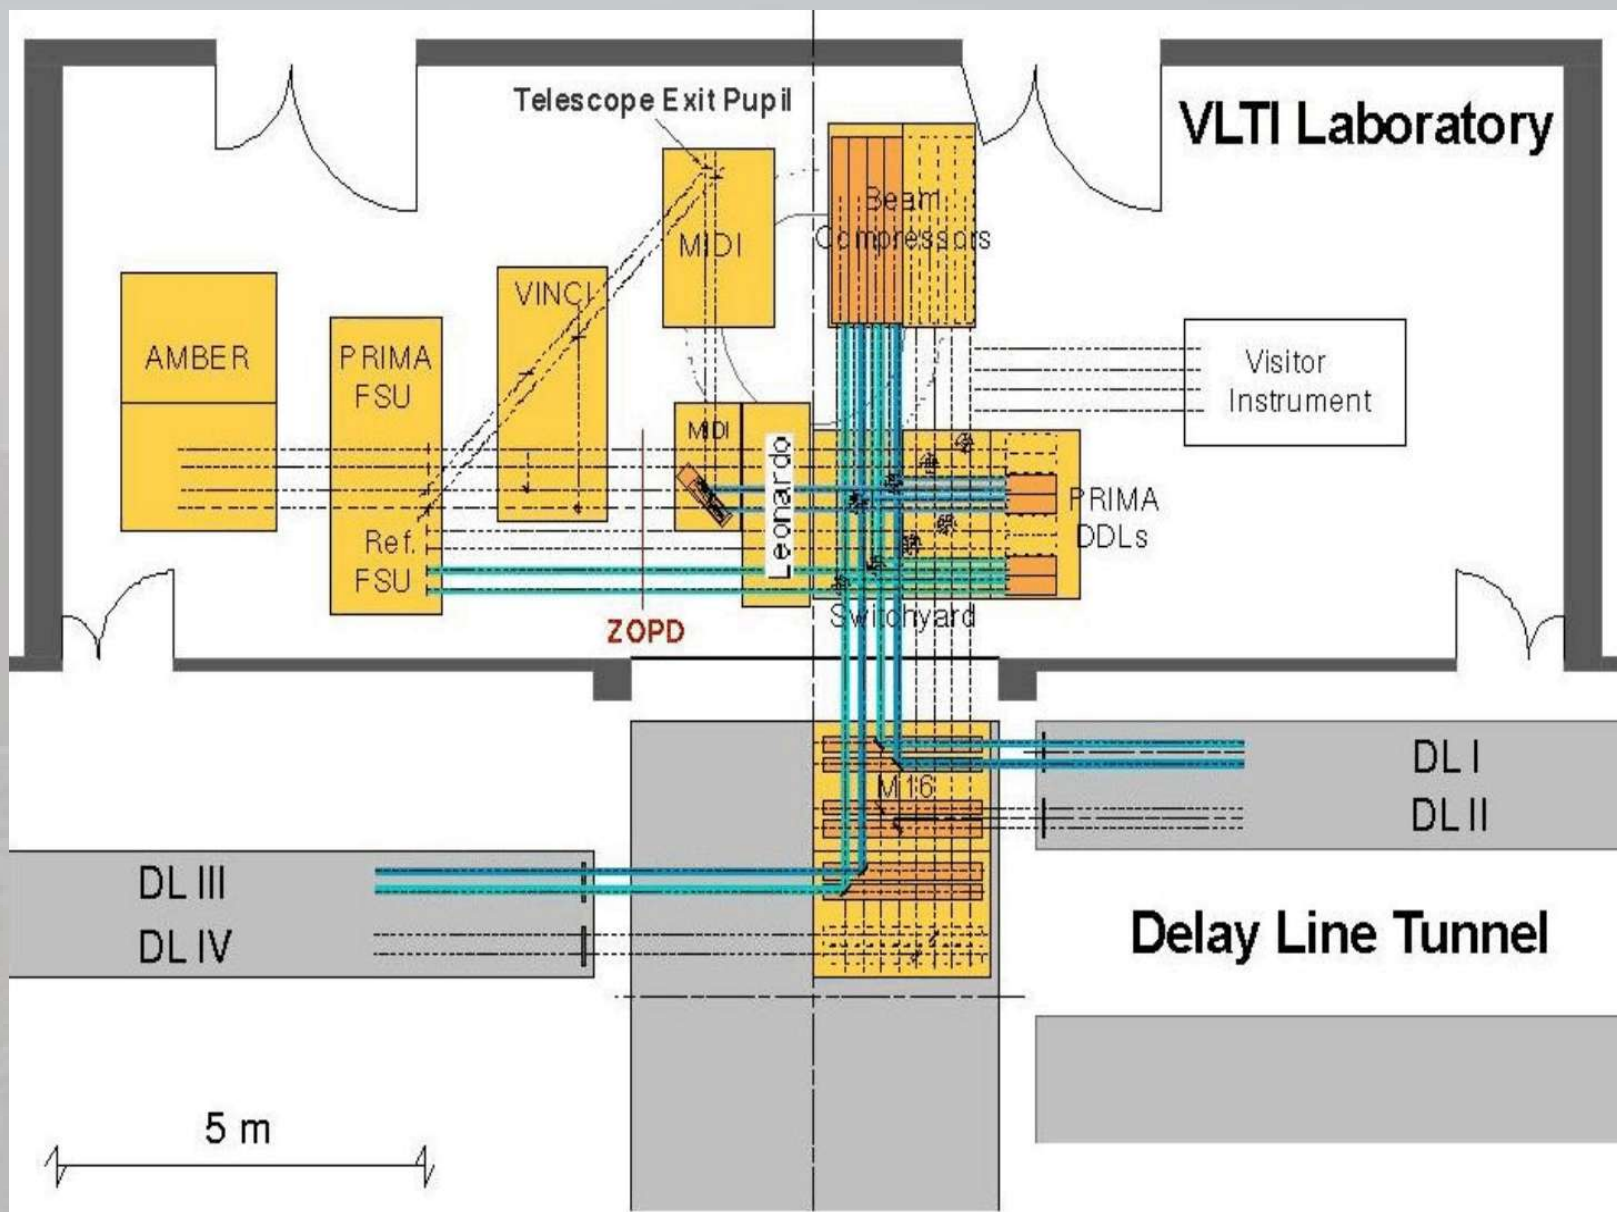 VLTI Laboratory
Telescope Exit Pupil
Beam
Compressors
MIDI
VINCI
AMBER
PRIMA
FSU
Visitor
Instrument
MIDI
Leonardo
PRIMA
DDLs
Ref.
FSU
Switchyard
ZOPD
DL I
M16
DL II
DL III
DL IV
Delay Line Tunnel
5 m